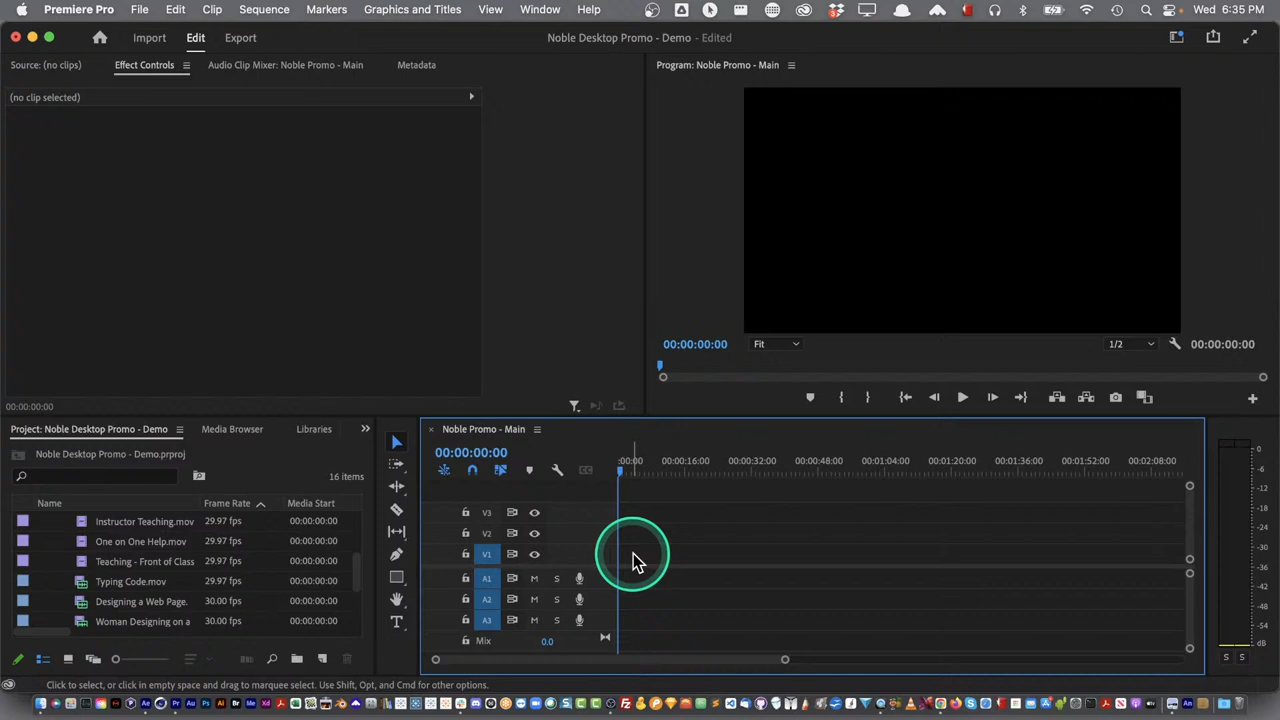 Premiere Pro File Edit Clip Sequence Markers Graphics and Titles View Window Help Wed 6:35 PM
Import Edit Export Noble Desktop Promo - Demo - Edited
Source: (no clips) Effect Controls Audio Clip Mixer: Noble Promo - Main Metadata Program: Noble Promo - Main
(no clip selected)
00:00:00:00 Fit 1/2 00:00:00:00
00:00:00:00
Project: Noble Desktop Promo - Demo Media Browser Libraries Noble Promo - Main
Noble Desktop Promo - Demo.prproj 00:00:00:00
:00:00 00:00:16:00 00:00:32:00 00:00:48:00 00:01:04:00 00:01:20:00 00:01:36:00 00:01:52:00 00:02:08:00
16 items
Name Frame Rate Media Start
Instructor Teaching.mov 29.97 fps 00:00:00:00
One on One Help.mov 29.97 fps 00:00:00:00
Teaching - Front of Class 29.97 fps 00:00:00:00
Typing Code.mov 29.97 fps 00:00:00:00
Designing a Web Page. 30.00 fps 00:00:00:00
Woman Designing on a 30.00 fps 00:00:00:00
V3
V2
V1
A1 M S
A2 M S
A3 M S
Mix 0.0
0
-6
-12
-18
-24
-30
-36
-42
-48
-54
dB
S S
Click to select, or click in empty space and drag to marquee select. Use Shift, Opt, and Cmd for other options.